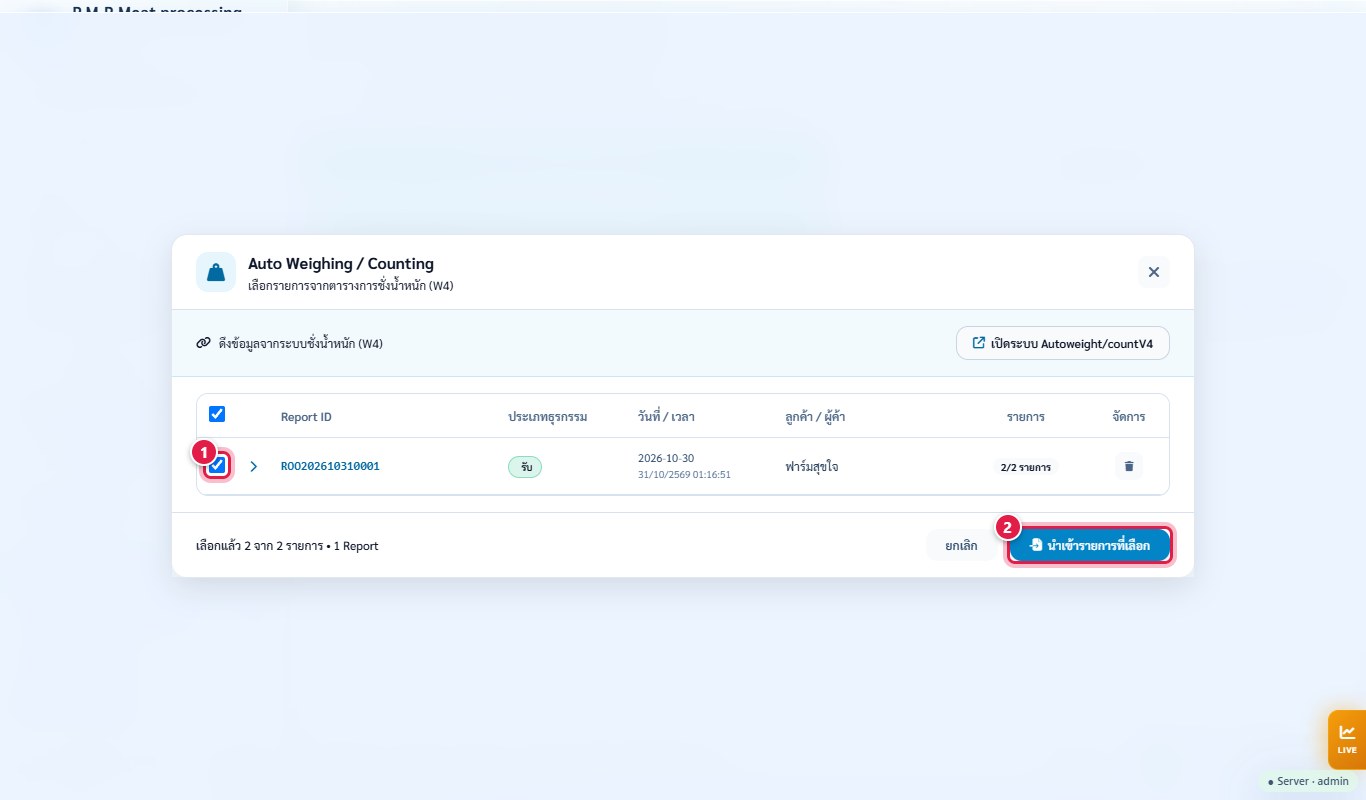 Auto Weighing / Counting
เลือกรายการจากตารางการชั่งน้ำหนัก (W4)
ดึงข้อมูลจากระบบชั่งน้ำหนัก (W4)
เปิดระบบ Autoweight/countV4
Report ID ประเภทธุรกรรม วันที่ / เวลา ลูกค้า / ผู้ค้า รายการ จัดการ
1
ROO202610310001 รับ 2026-10-30 ฟาร์มสุขใจ 2/2 รายการ
31/10/2569 01:16:51
2
เลือกแล้ว 2 จาก 2 รายการ • 1 Report ยกเลิก นำเข้ารายการที่เลือก
LIVE
Server · admin